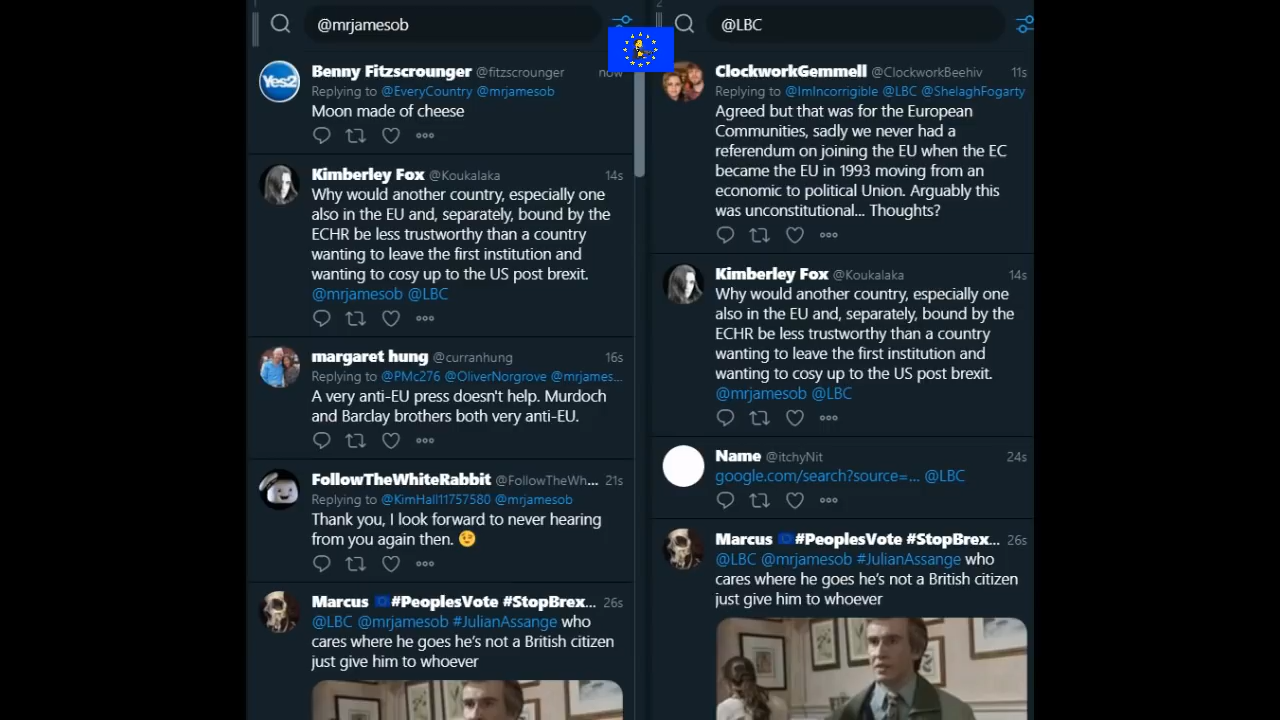 1
@mrjamesob
Yes2
Benny Fitzscrounger @fitzscrounger now
Replying to @EveryCountry @mrjamesob
Moon made of cheese
Kimberley Fox @Koukalaka 14s
Why would another country, especially one
also in the EU and, separately, bound by the
ECHR be less trustworthy than a country
wanting to leave the first institution and
wanting to cosy up to the US post brexit.
@mrjamesob @LBC
margaret hung @curranhung 16s
Replying to @PMc276 @OliverNorgrove @mrjames...
A very anti-EU press doesn't help. Murdoch
and Barclay brothers both very anti-EU.
FollowTheWhiteRabbit @FollowTheWh... 21s
Replying to @KimHall11757580 @mrjamesob
Thank you, I look forward to never hearing
from you again then. 😉
Marcus 🇪🇺#PeoplesVote #StopBrex... 26s
@LBC @mrjamesob #JulianAssange who
cares where he goes he's not a British citizen
just give him to whoever
2
@LBC
ClockworkGemmell @ClockworkBeehiv 11s
Replying to @ImIncorrigible @LBC @ShelaghFogarty
Agreed but that was for the European
Communities, sadly we never had a
referendum on joining the EU when the EC
became the EU in 1993 moving from an
economic to political Union. Arguably this
was unconstitutional... Thoughts?
Kimberley Fox @Koukalaka 14s
Why would another country, especially one
also in the EU and, separately, bound by the
ECHR be less trustworthy than a country
wanting to leave the first institution and
wanting to cosy up to the US post brexit.
@mrjamesob @LBC
Name @itchyNit 24s
google.com/search?source=... @LBC
Marcus 🇪🇺#PeoplesVote #StopBrex... 26s
@LBC @mrjamesob #JulianAssange who
cares where he goes he's not a British citizen
just give him to whoever